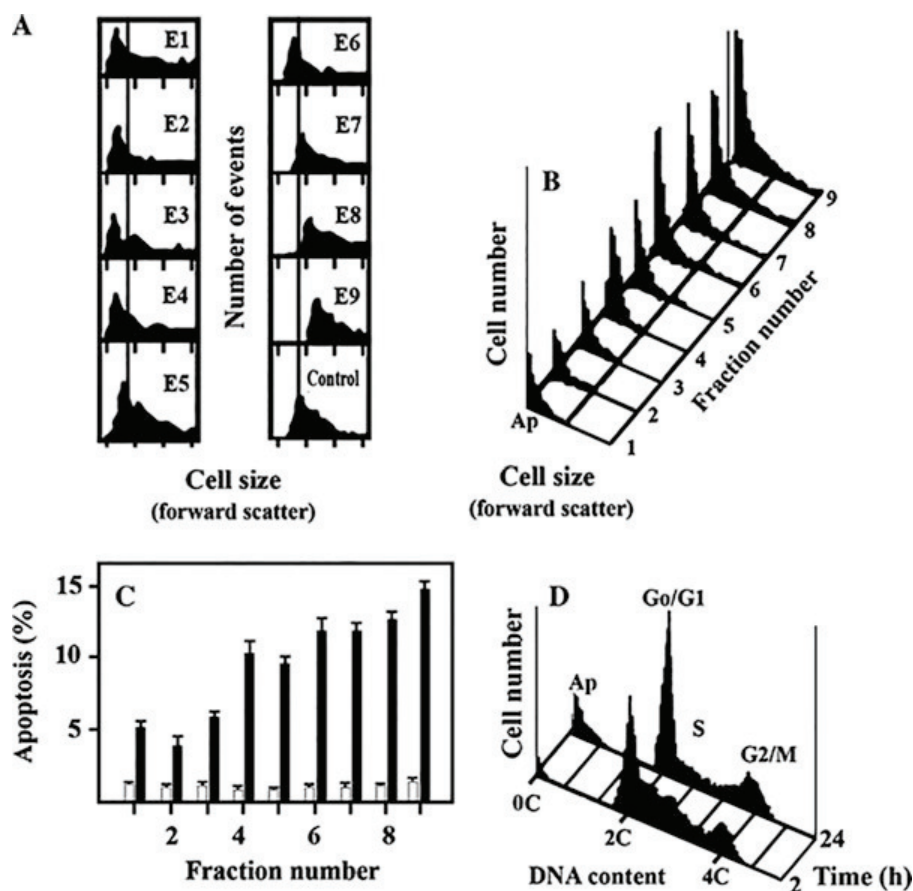 A
E1
E2
E3
E4
E5
Number of events
E6
E7
E8
E9
Control
Cell size
(forward scatter)
B
Cell number
Ap
1
2
3
4
5
6
7
8
9
Fraction number
Cell size
(forward scatter)
C
Apoptosis (%)
15
10
5
2
4
6
8
Fraction number
D
Cell number
Ap
Go/G1
S
G2/M
0C
2C
4C
DNA content
2
24
Time (h)